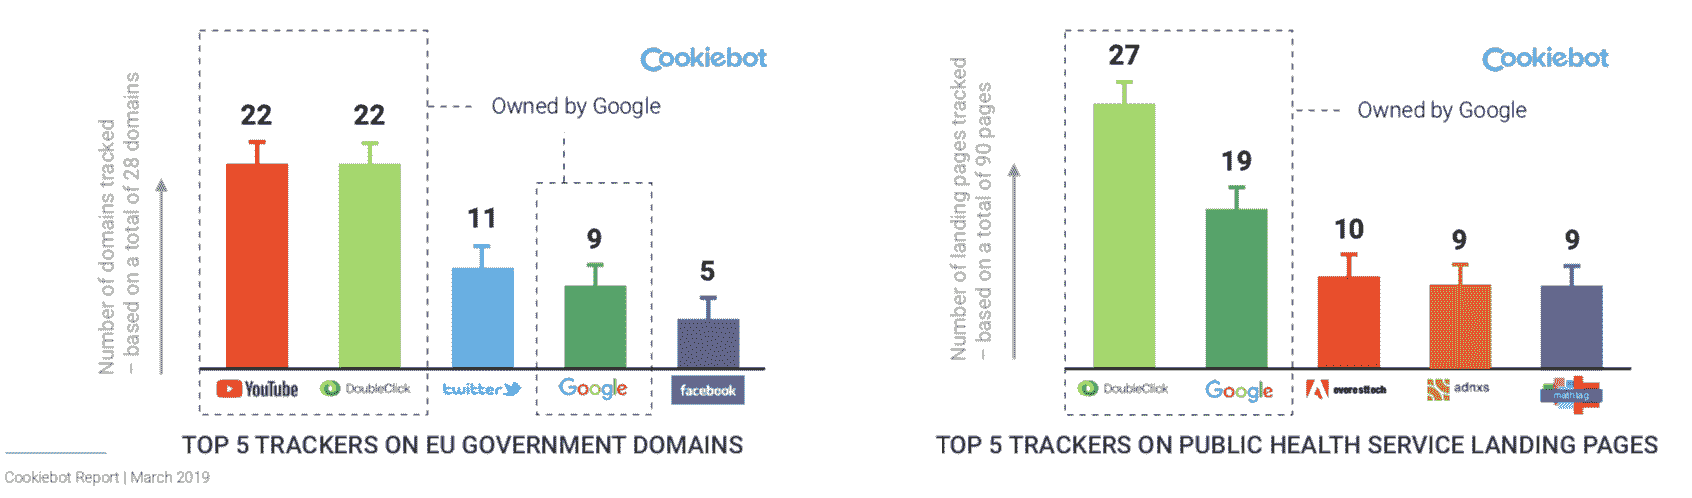 Cookiebot
Owned by Google
Number of domains tracked
– based on a total of 28 domains
22
22
11
9
5
YouTube
DoubleClick
twitter
Google
facebook
TOP 5 TRACKERS ON EU GOVERNMENT DOMAINS
Cookiebot Report | March 2019
Cookiebot
Owned by Google
Number of landing pages tracked
– based on a total of 90 pages
27
19
10
9
9
DoubleClick
Google
everesttech
adnxs
mathtag
TOP 5 TRACKERS ON PUBLIC HEALTH SERVICE LANDING PAGES